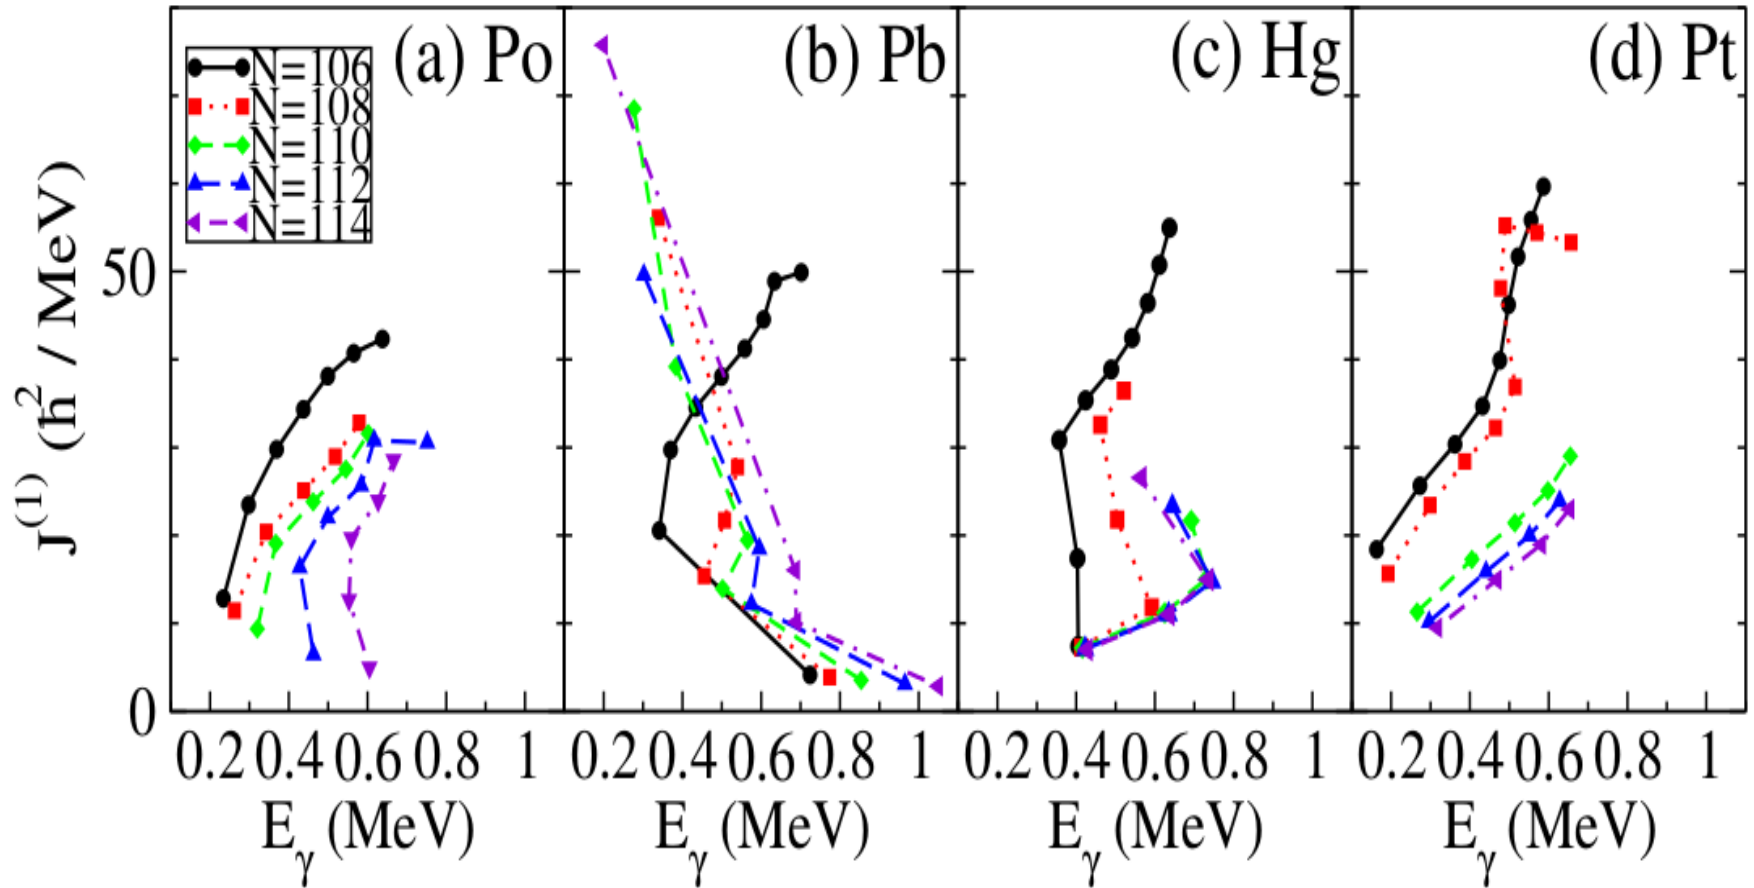 (a) Po
(b) Pb
(c) Hg
(d) Pt
N=106
N=108
N=110
N=112
N=114
J(1) (ħ2 / MeV)
50
0
0.2 0.4 0.6 0.8 1
0.2 0.4 0.6 0.8 1
0.2 0.4 0.6 0.8 1
0.2 0.4 0.6 0.8 1
Eγ (MeV)
Eγ (MeV)
Eγ (MeV)
Eγ (MeV)